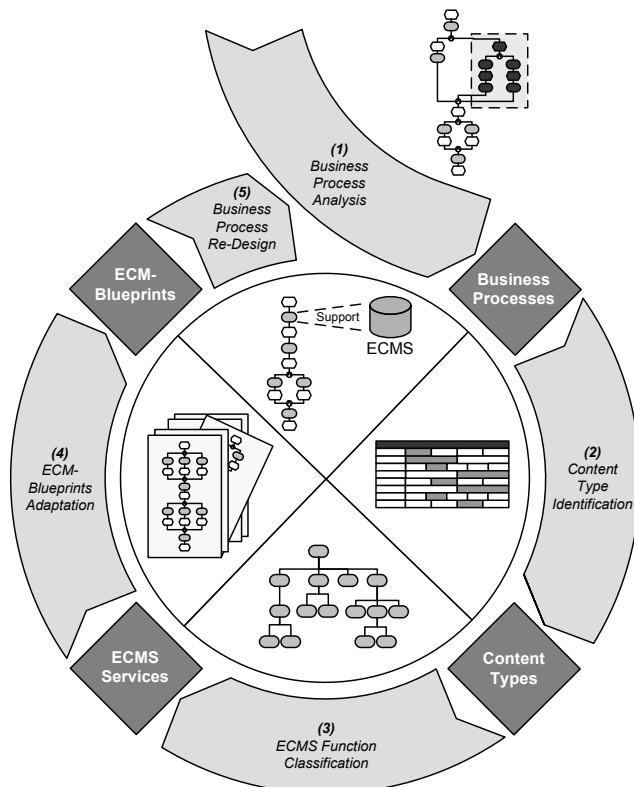 (1)
Business
Process
Analysis
(5)
Business
Process
Re-Design
ECM-
Blueprints
Business
Processes
Support
ECMS
(2)
Content
Type
Identification
(4)
ECM-
Blueprints
Adaptation
ECMS
Services
Content
Types
(3)
ECMS Function
Classification